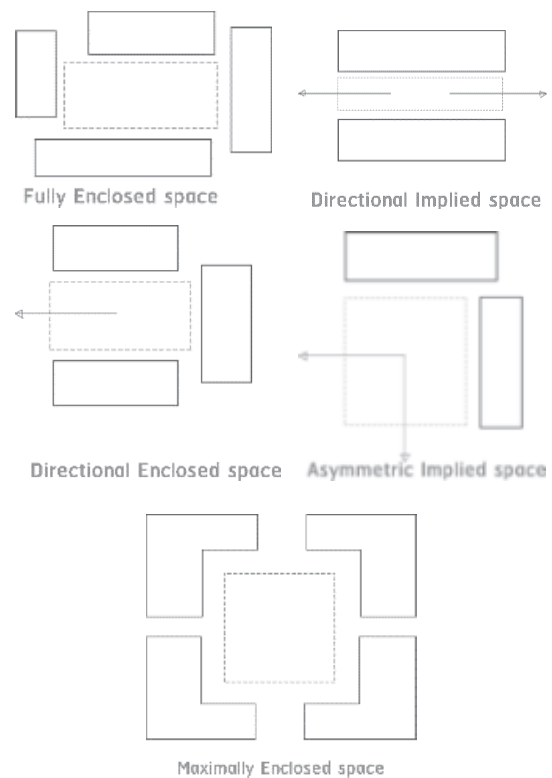 Fully Enclosed space
Directional Implied space
Directional Enclosed space
Asymmetric Implied space
Maximally Enclosed space